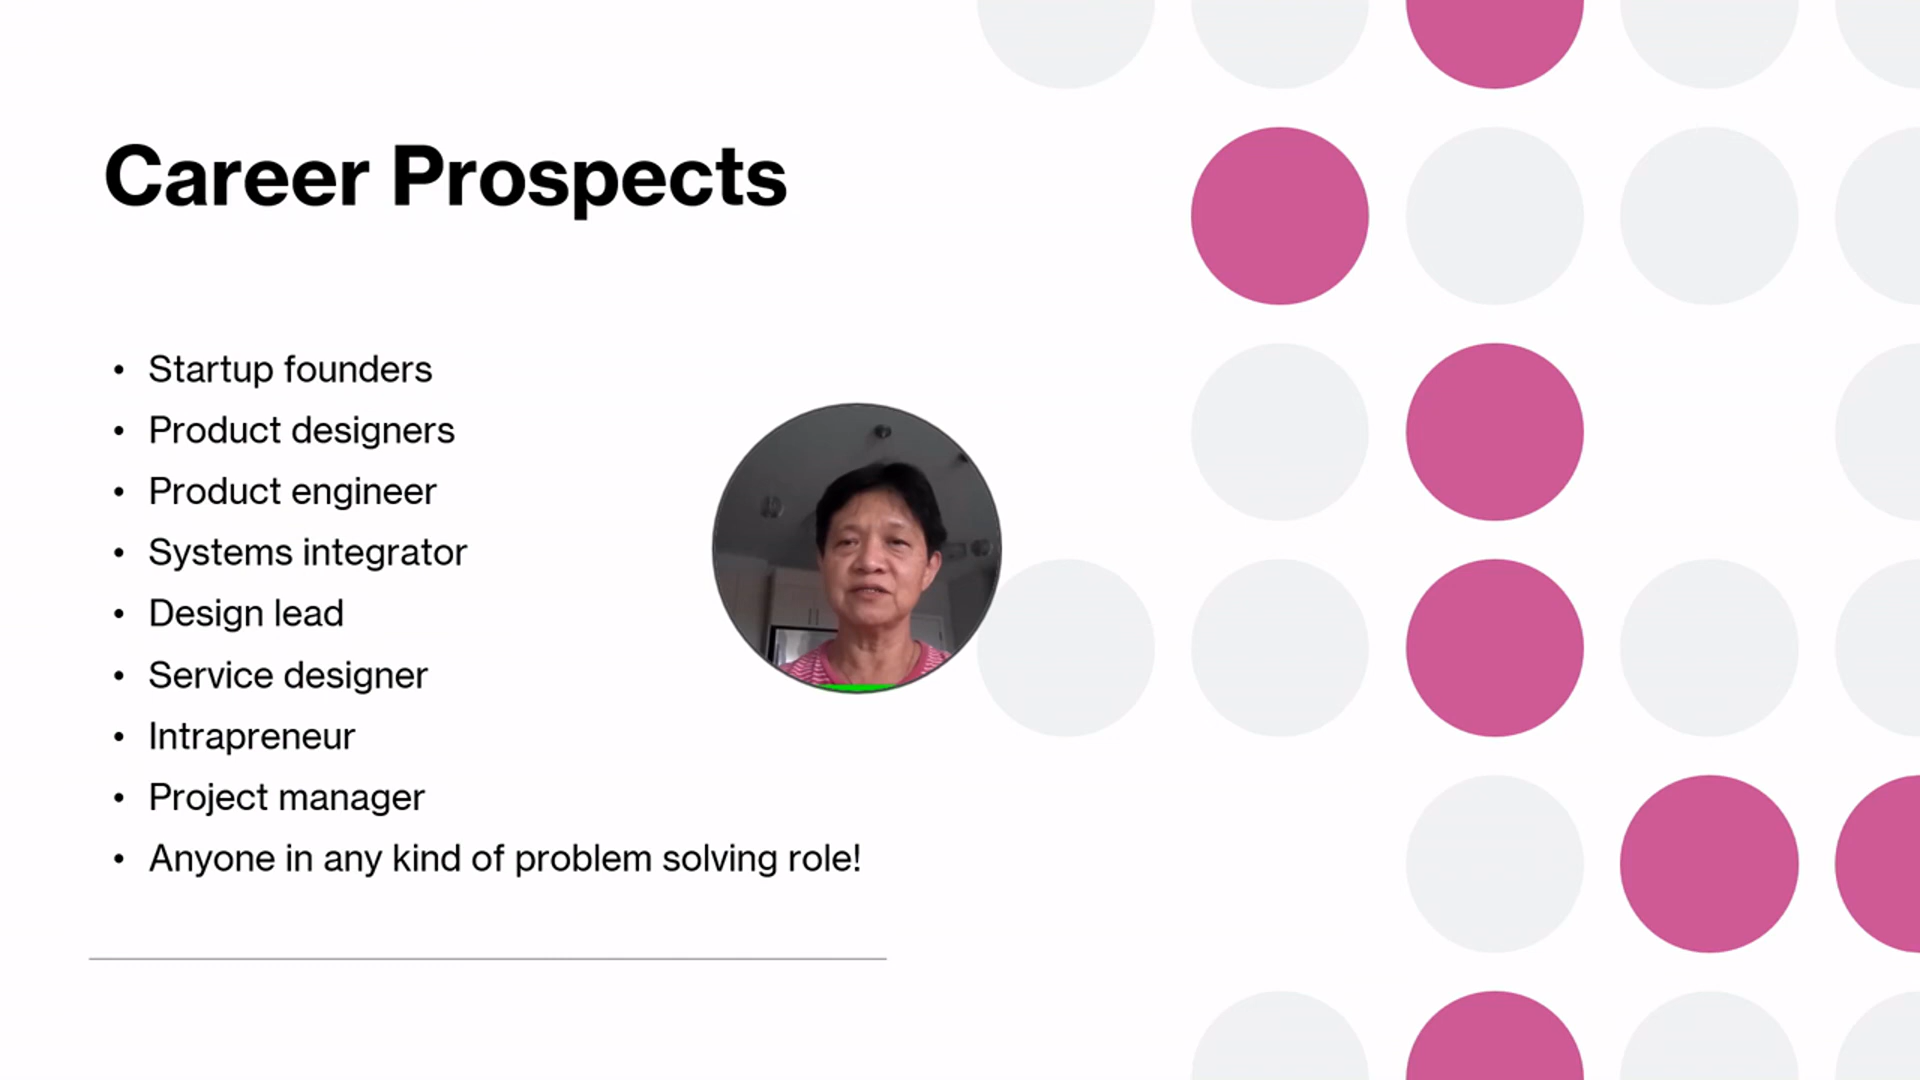 Career Prospects
• Startup founders
• Product designers
• Product engineer
• Systems integrator
• Design lead
• Service designer
• Intrapreneur
• Project manager
• Anyone in any kind of problem solving role!